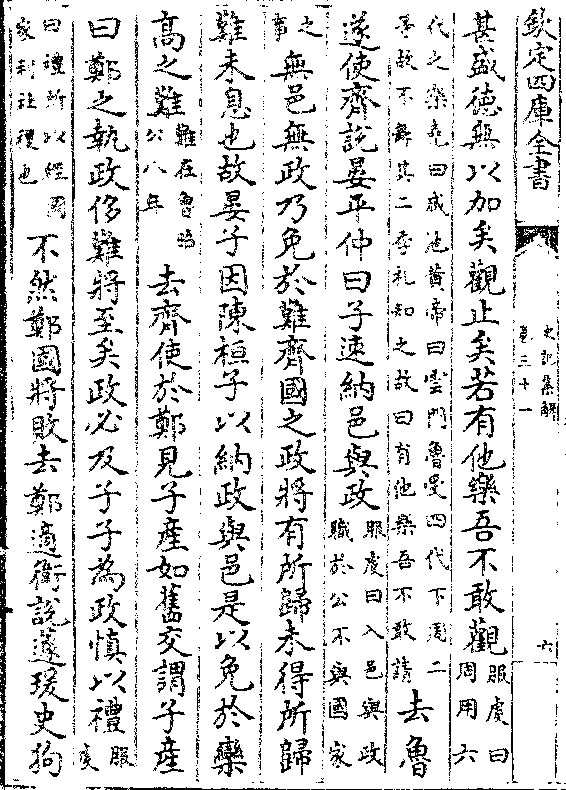 欽定四庫全書
史記集解
卷三十一
六
甚盛德無以加矣觀止矣若有他樂吾不敢觀服虔曰周用六
代之樂堯曰咸池黃帝曰雲門魯受四代下周二等故不舞其二季札知之故曰有他樂吾不敢請去魯
遂使齊說晏平仲曰子速納邑與政服虔曰入邑與政職於公不與國家
之事無邑無政乃免於難齊國之政將有所歸未得所歸
難未息也故晏子因陳桓子以納政與邑是以免於欒
高之難難在魯昭公八年去齊使於鄭見子產如舊交謂子產
曰鄭之執政侈難將至矣政必及子子為政慎以禮服虔
曰禮所以經國家利社稷也不然鄭國將敗去鄭適衛說蘧瑗史狗